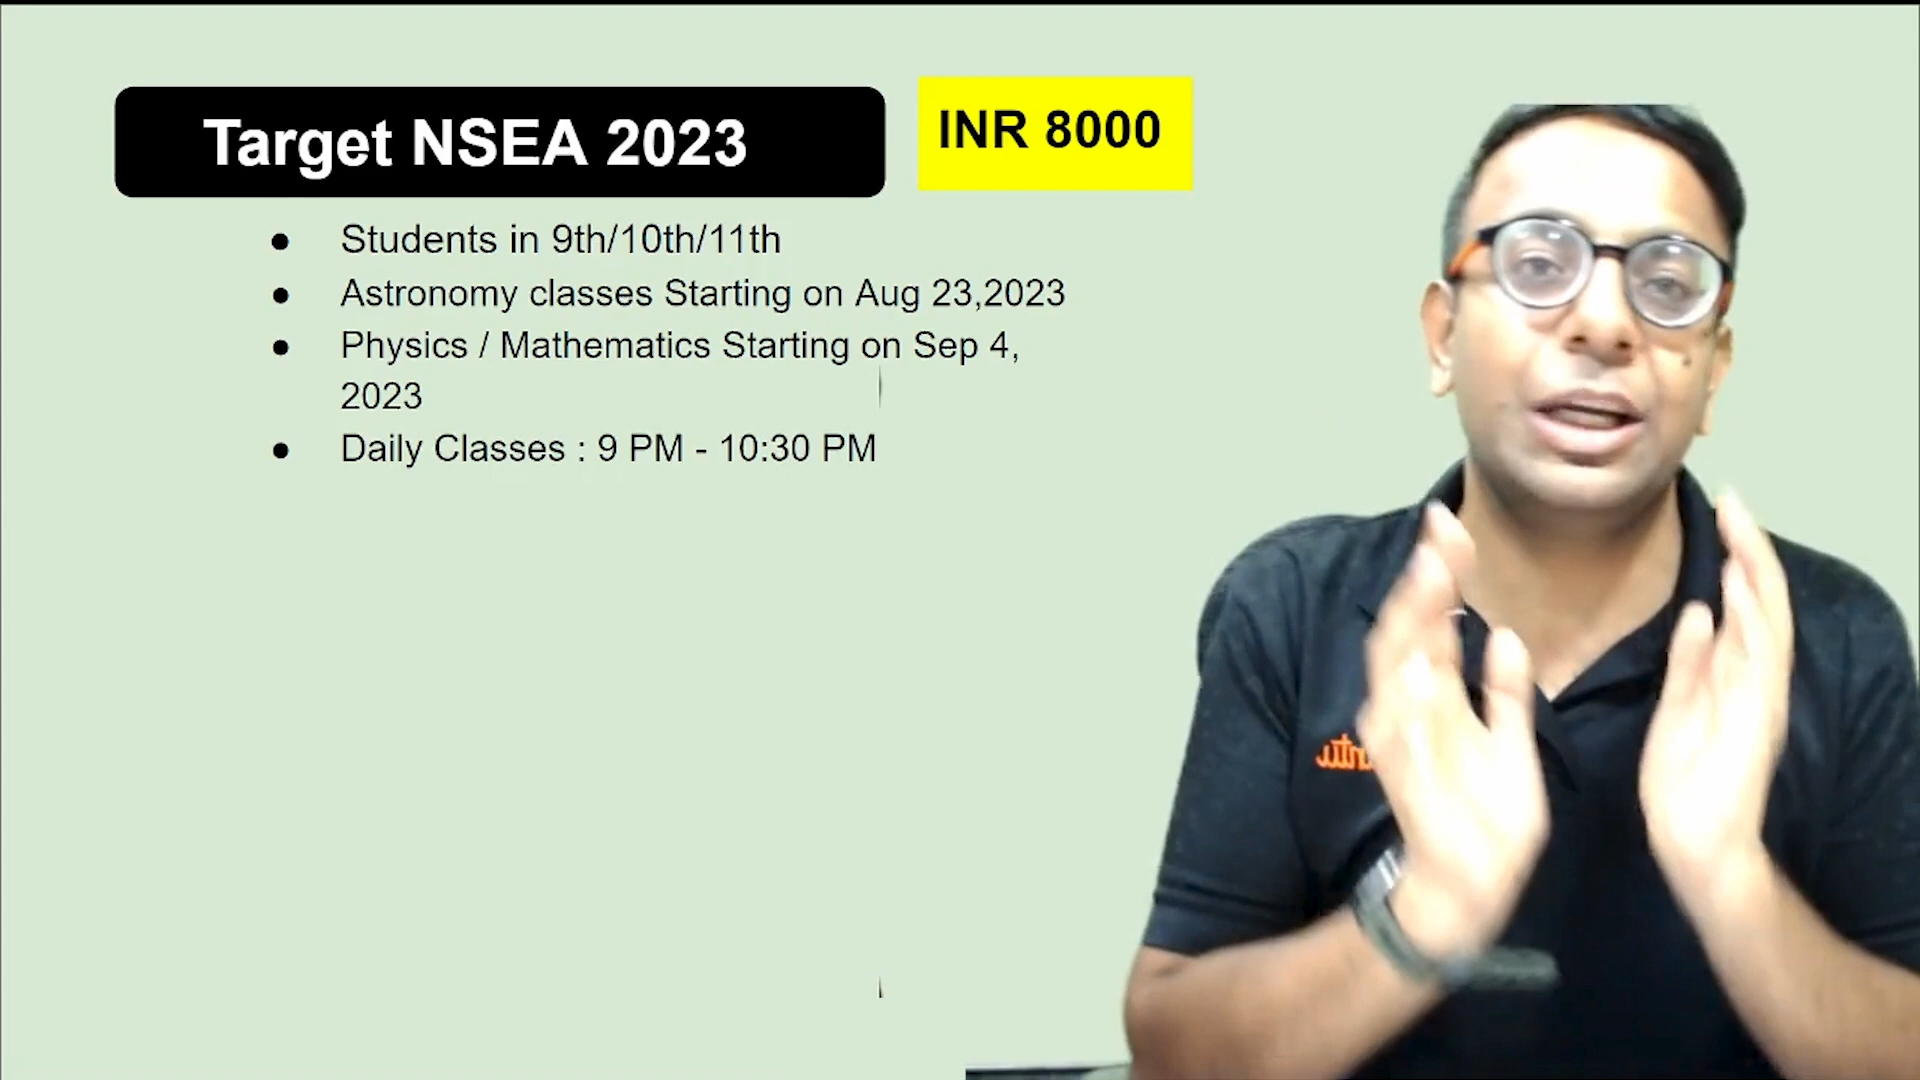 Target NSEA 2023
INR 8000
● Students in 9th/10th/11th
● Astronomy classes Starting on Aug 23,2023
● Physics / Mathematics Starting on Sep 4,
2023
● Daily Classes : 9 PM - 10:30 PM